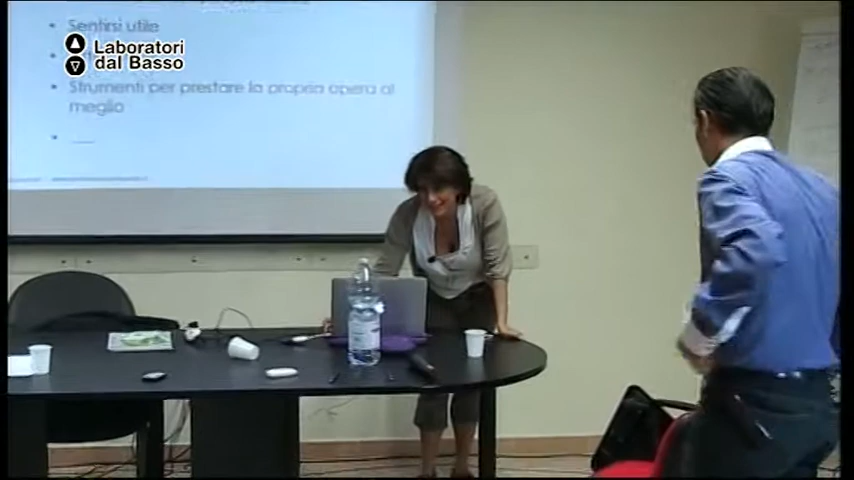 Sentirsi utile
Laboratori
dal Basso
Strumenti per prestare la propria opera al
meglio
....